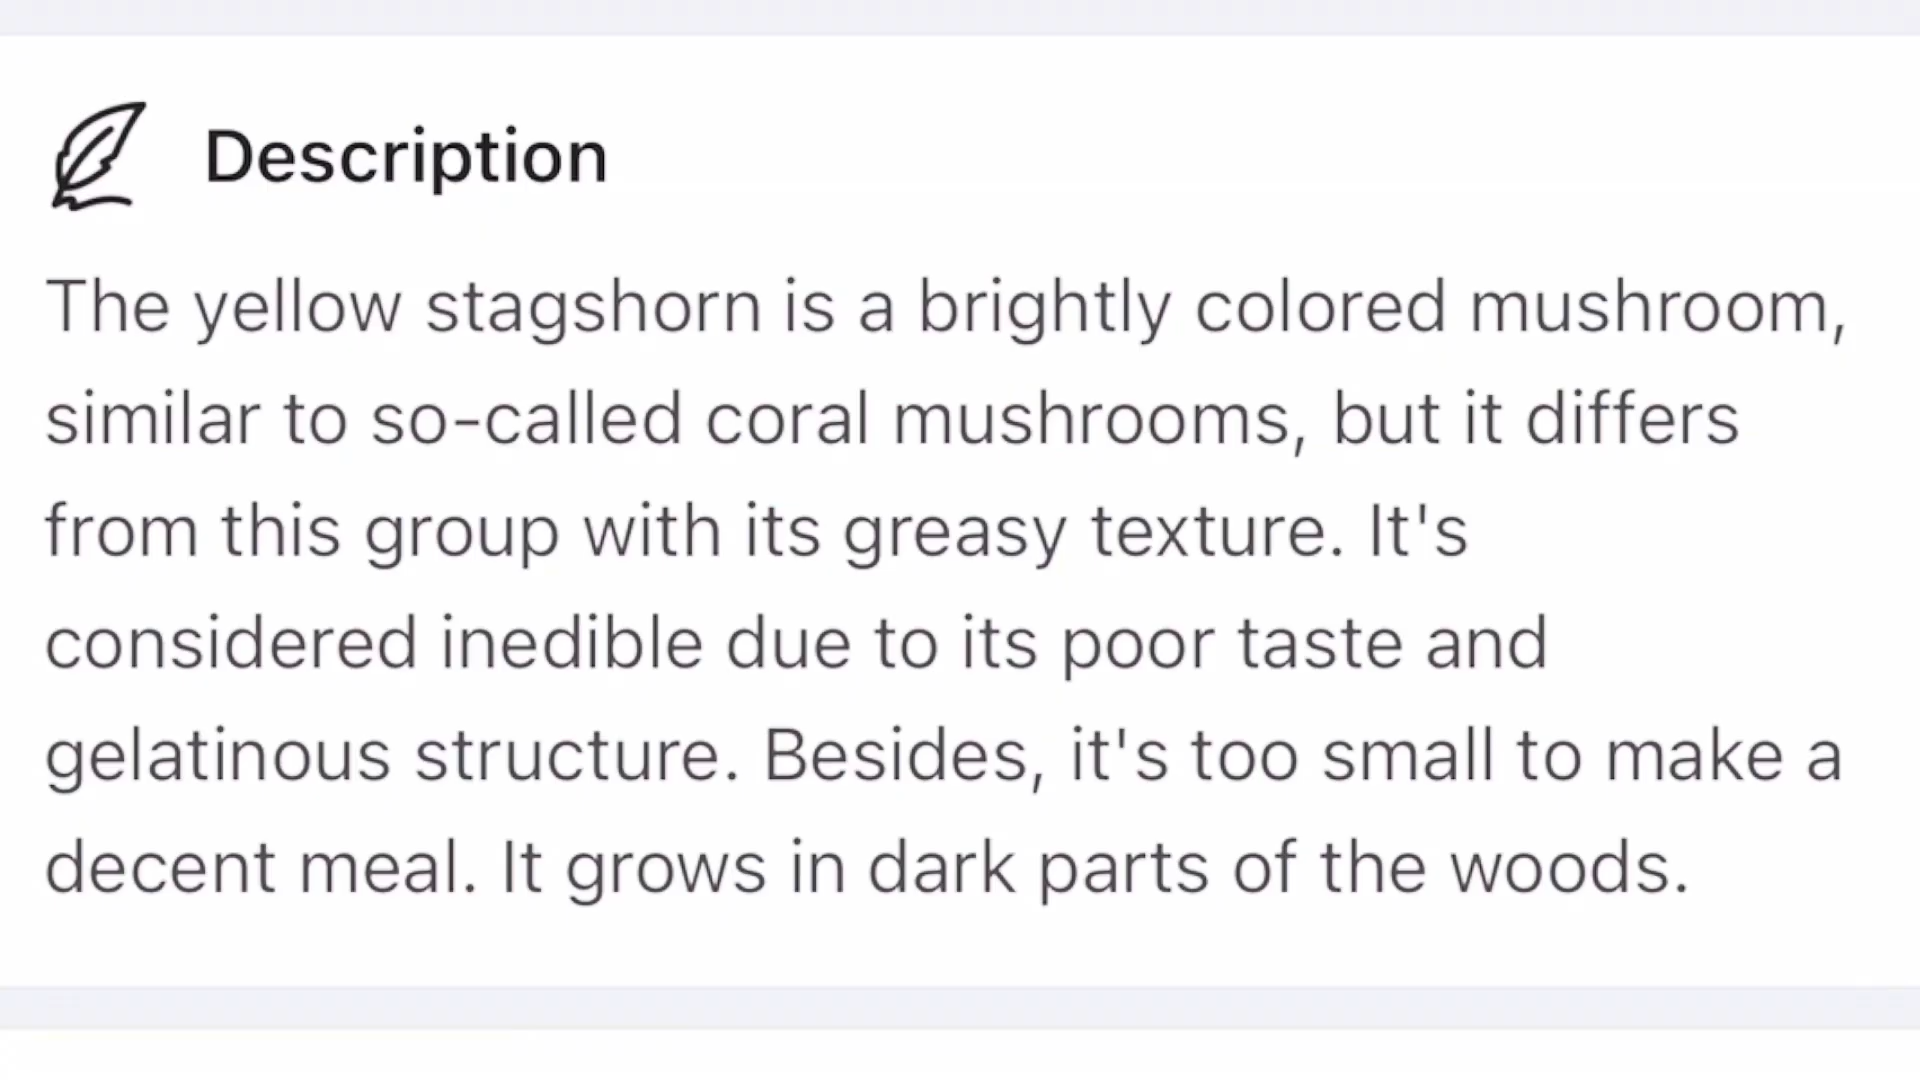 Description
The yellow stagshorn is a brightly colored mushroom,
similar to so-called coral mushrooms, but it differs
from this group with its greasy texture. It's
considered inedible due to its poor taste and
gelatinous structure. Besides, it's too small to make a
decent meal. It grows in dark parts of the woods.